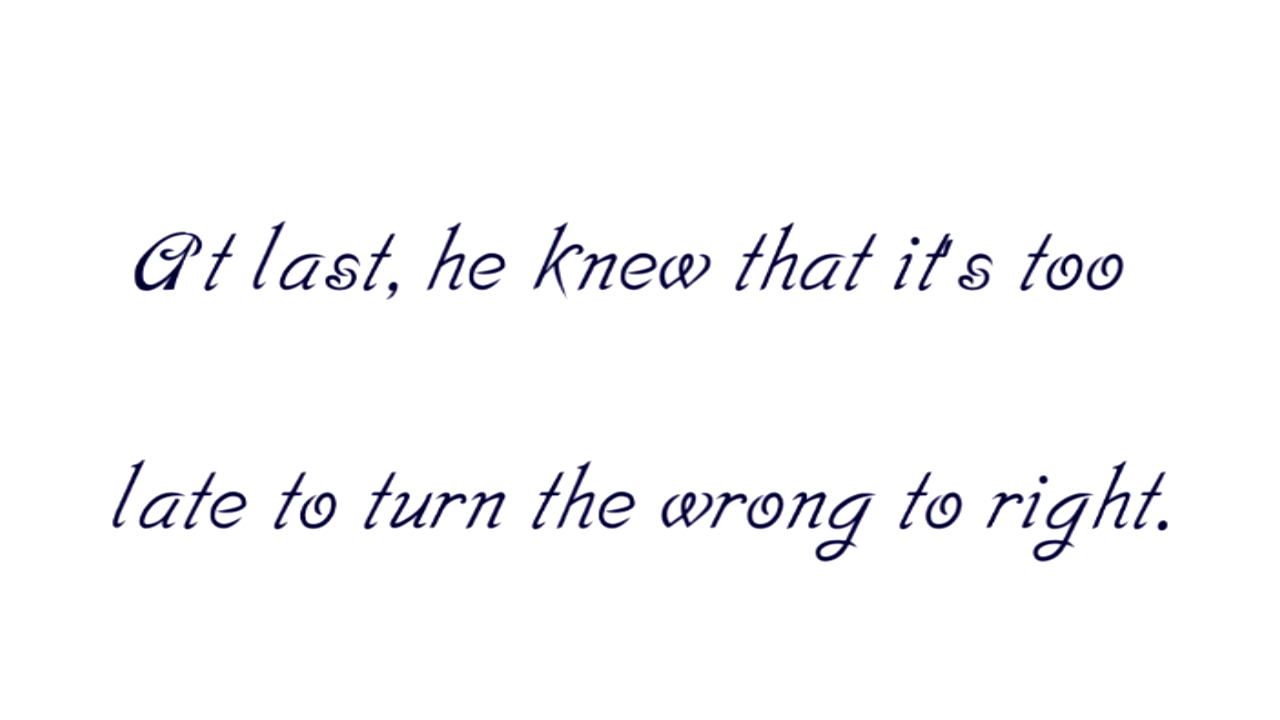 At last, he knew that it's too
late to turn the wrong to right.